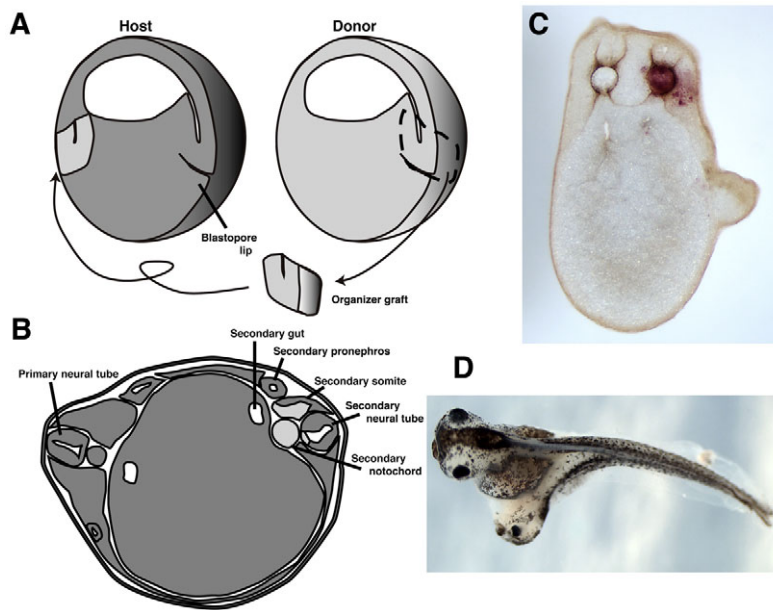 A
Host
Donor
Blastopore
lip
Organizer graft
B
Primary neural tube
Secondary gut
Secondary pronephros
Secondary somite
Secondary
neural tube
Secondary
notochord
C
D